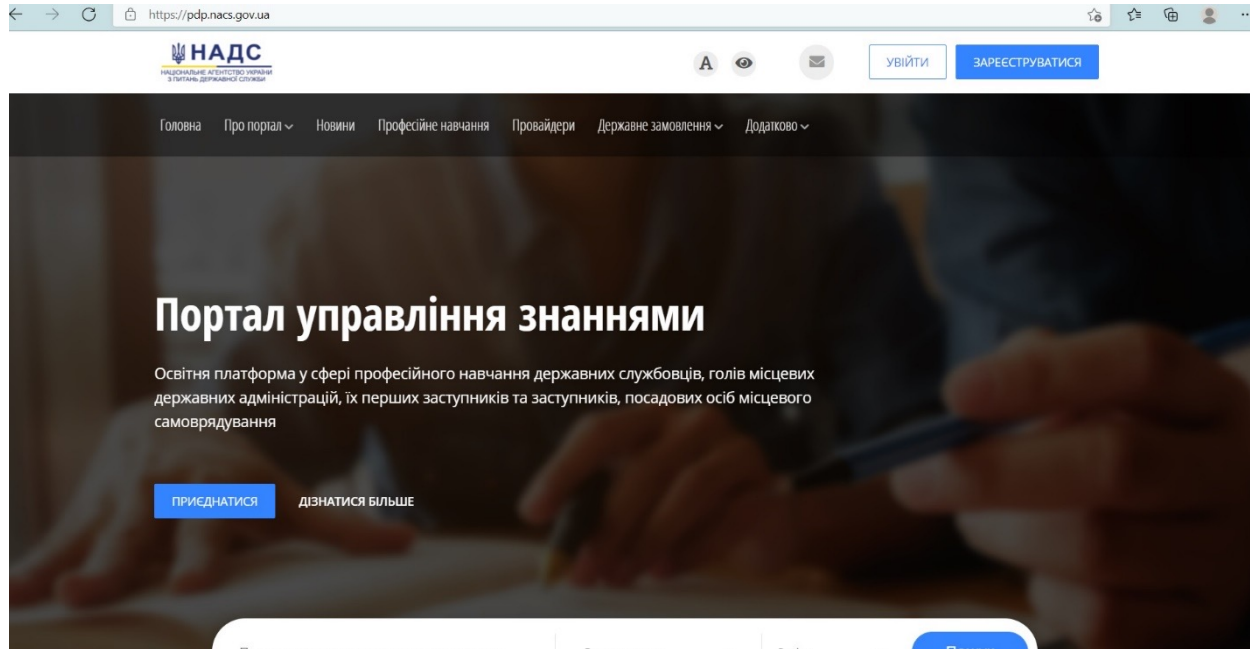 https://pdp.nacs.gov.ua
НАДС
НАЦІОНАЛЬНЕ АГЕНТСТВО УКРАЇНИ
З ПИТАНЬ ДЕРЖАВНОЇ СЛУЖБИ
A
УВІЙТИ
ЗАРЕЄСТРУВАТИСЯ
Головна Про портал Новини Професійне навчання Провайдери Державне замовлення Додатково
Портал управління знаннями
Освітня платформа у сфері професійного навчання державних службовців, голів місцевих
державних адміністрацій, їх перших заступників та заступників, посадових осіб місцевого
самоврядування
ПРИЄДНАТИСЯ
ДІЗНАТИСЯ БІЛЬШЕ